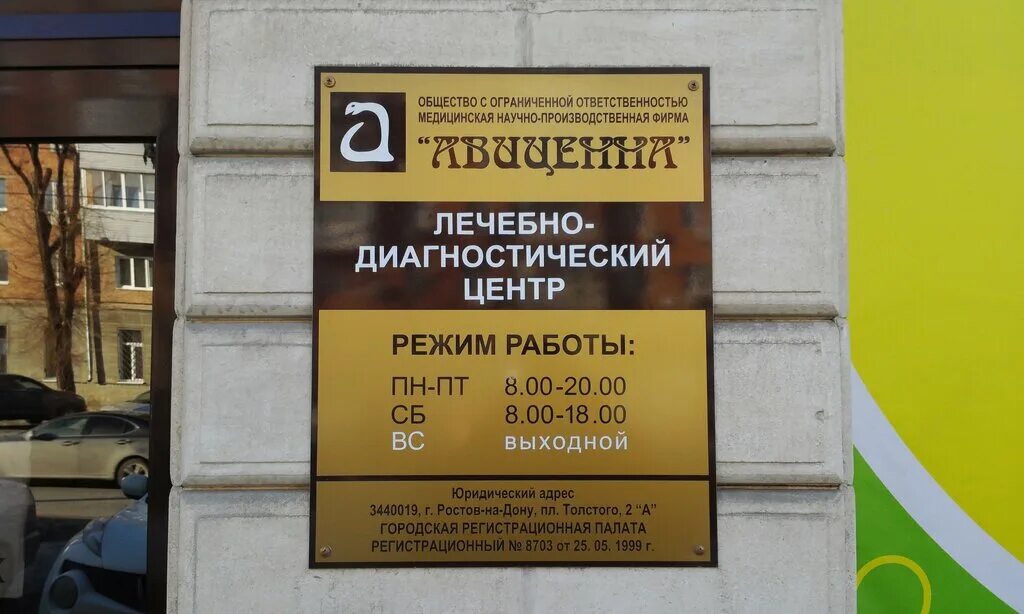 ОБЩЕСТВО С ОГРАНИЧЕННОЙ ОТВЕТСТВЕННОСТЬЮ
МЕДИЦИНСКАЯ НАУЧНО-ПРОИЗВОДСТВЕННАЯ ФИРМА
"АВИЦЕННА"
ЛЕЧЕБНО-
ДИАГНОСТИЧЕСКИЙ
ЦЕНТР
РЕЖИМ РАБОТЫ:
ПН-ПТ 8.00-20.00
СБ 8.00-18.00
ВС выходной
Юридический адрес
3440019, г. Ростов-на-Дону, пл. Толстого, 2 "А"
ГОРОДСКАЯ РЕГИСТРАЦИОННАЯ ПАЛАТА
РЕГИСТРАЦИОННЫЙ № 8703 от 25. 05. 1999 г.